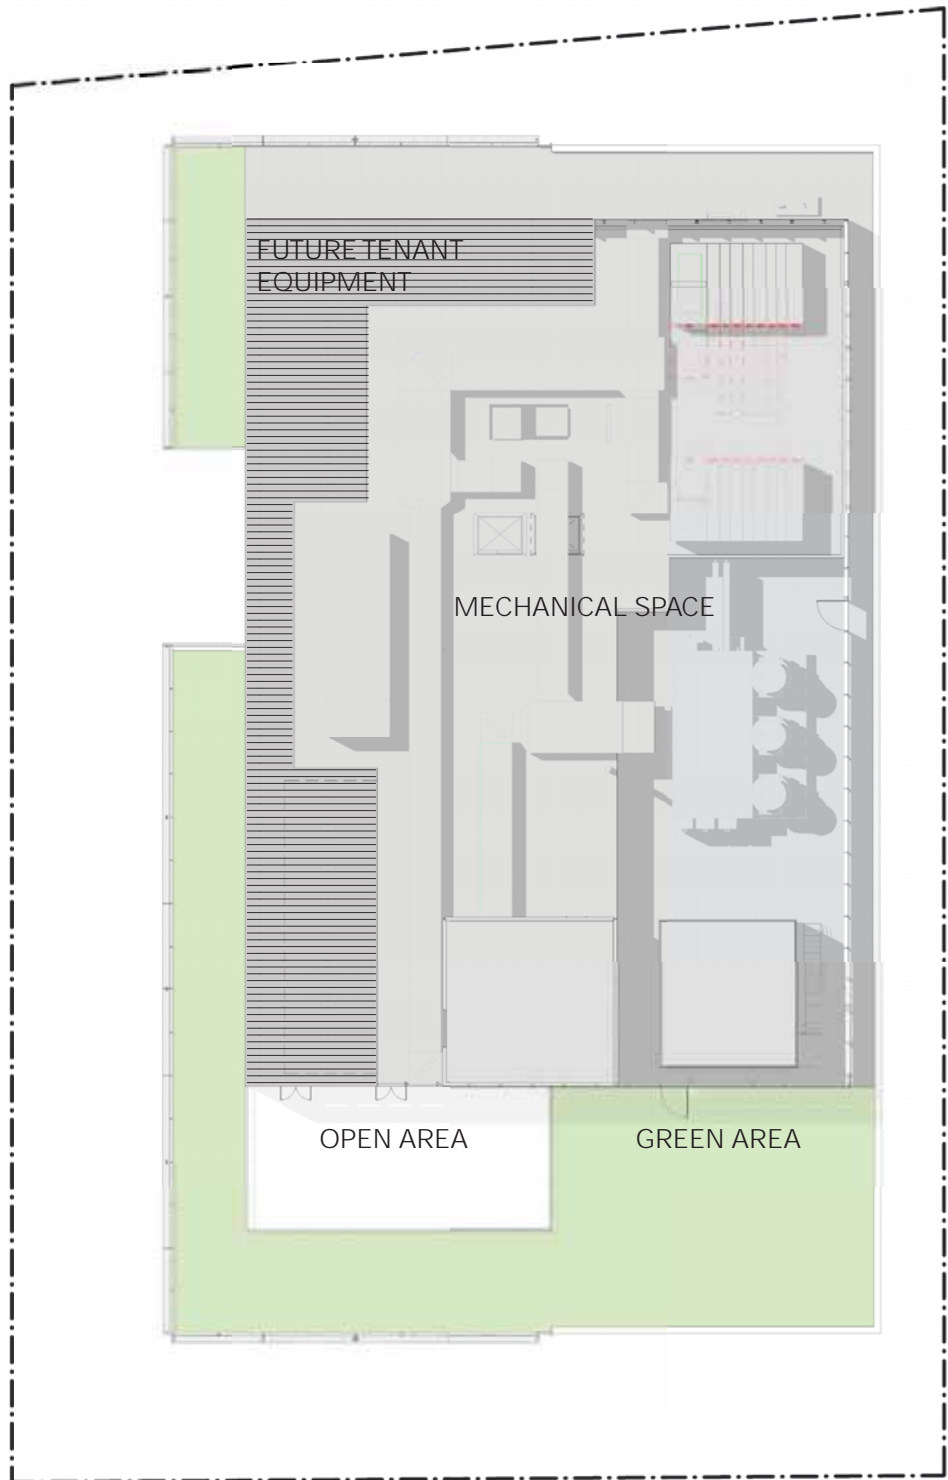 FUTURE TENANT
EQUIPMENT
MECHANICAL SPACE
OPEN AREA
GREEN AREA